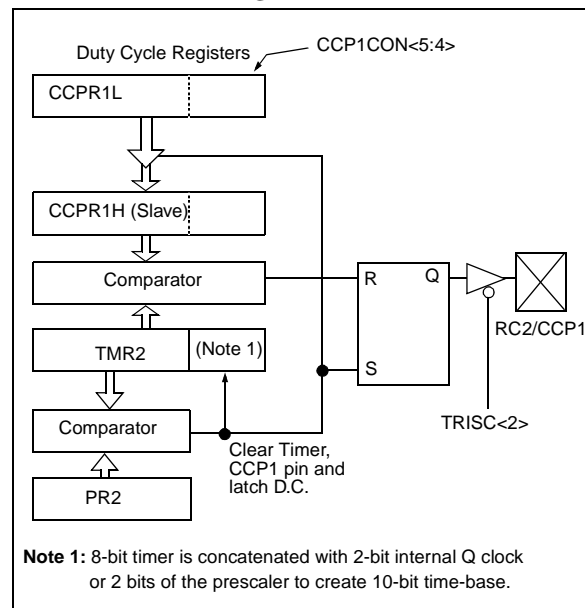 Duty Cycle Registers
CCP1CON<5:4>
CCPR1L
CCPR1H (Slave)
Comparator
R
Q
RC2/CCP1
TMR2
(Note 1)
S
TRISC<2>
Comparator
Clear Timer,
CCP1 pin and
latch D.C.
PR2
Note 1: 8-bit timer is concatenated with 2-bit internal Q clock
or 2 bits of the prescaler to create 10-bit time-base.